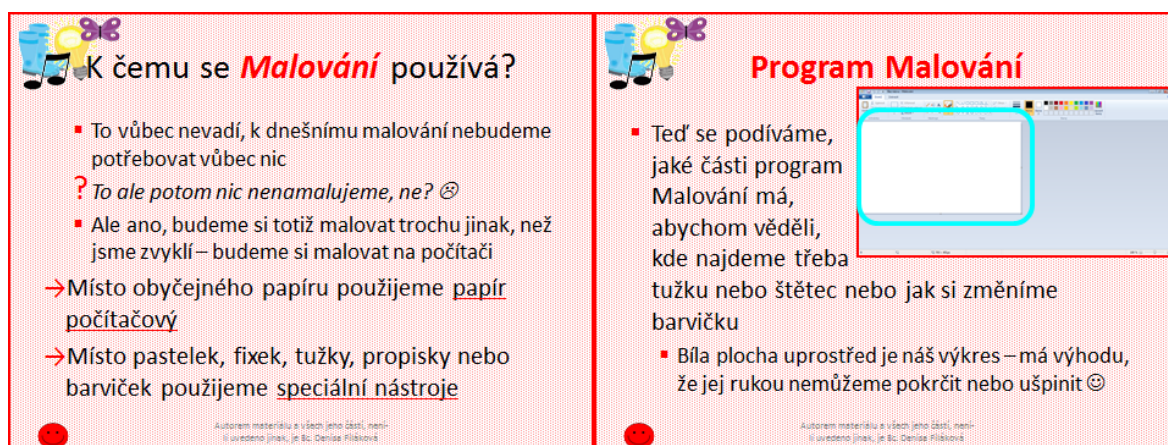 K čemu se Malování používá?
▪ To vůbec nevadí, k dnešnímu malování nebudeme
potřebovat vůbec nic
? To ale potom nic nenamalujeme, ne? ☹
▪ Ale ano, budeme si totiž malovat trochu jinak, než
jsme zvyklí – budeme si malovat na počítači
→Místo obyčejného papíru použijeme papír
počítačový
→Místo pastelek, fixek, tužky, propisky nebo
barviček použijeme speciální nástroje
Autorem materiálu a všech jeho částí, není-
li uvedeno jinak, je Bc. Denisa Filáková
Program Malování
▪ Teď se podíváme,
jaké části program
Malování má,
abychom věděli,
kde najdeme třeba
tužku nebo štětec nebo jak si změníme
barvičku
▪ Bíla plocha uprostřed je náš výkres – má výhodu,
že jej rukou nemůžeme pokrčit nebo ušpinit ☺
Autorem materiálu a všech jeho částí, není-
li uvedeno jinak, je Bc. Denisa Filáková